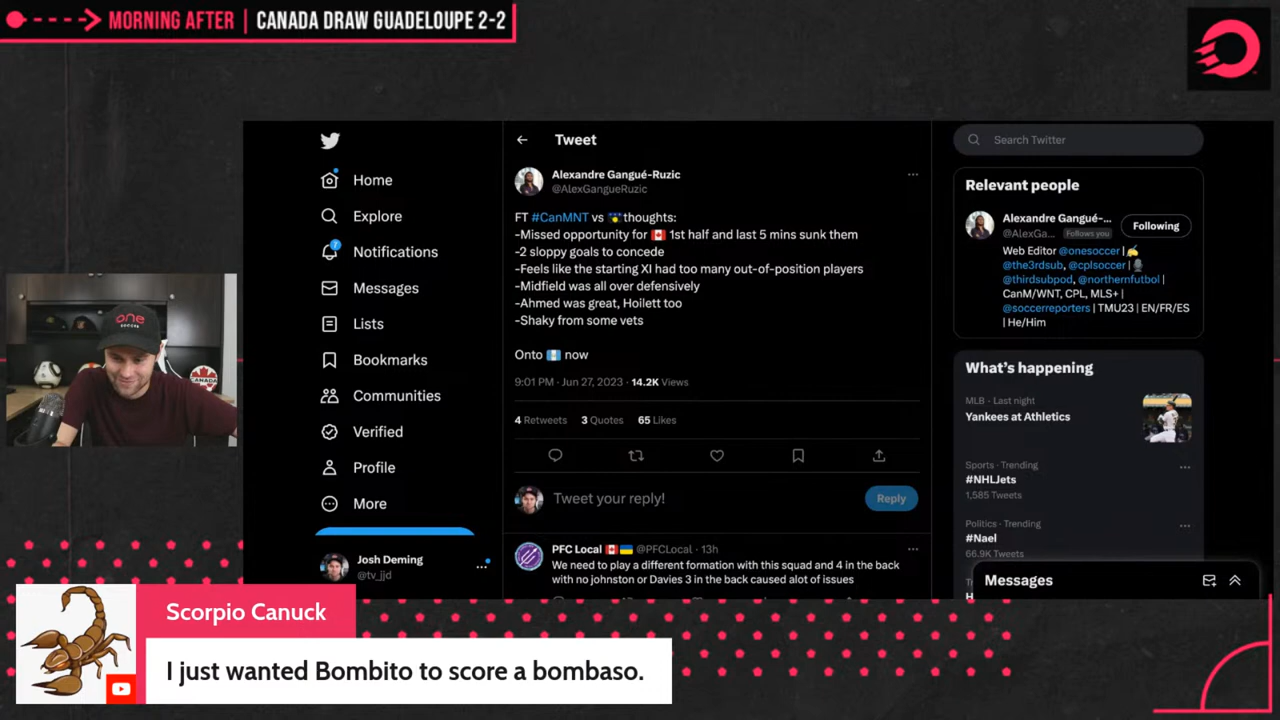 MORNING AFTER | CANADA DRAW GUADELOUPE 2-2
Home
Explore
7
Notifications
Messages
Lists
Bookmarks
Communities
Verified
Profile
More
Josh Deming
@tv_jjd
...
Tweet
Alexandre Gangué-Ruzic
@AlexGangueRuzic
FT #CanMNT vs thoughts:
-Missed opportunity for 🇨🇦 1st half and last 5 mins sunk them
-2 sloppy goals to concede
-Feels like the starting XI had too many out-of-position players
-Midfield was all over defensively
-Ahmed was great, Hoilett too
-Shaky from some vets
Onto 🇬🇹 now
9:01 PM · Jun 27, 2023 · 14.2K Views
4 Retweets 3 Quotes 65 Likes
Tweet your reply!
Reply
PFC Local 🇨🇦 🇺🇦 @PFCLocal · 13h
We need to play a different formation with this squad and 4 in the back
with no johnston or Davies 3 in the back caused alot of issues
Search Twitter
Relevant people
Alexandre Gangué-...
@AlexGa... Follows you
Following
Web Editor @onesoccer |✍
@the3rdsub, @cplsoccer |🎙
@thirdsubpod, @northernfutbol |
CanM/WNT, CPL, MLS+ |
@soccerreporters | TMU23 | EN/FR/ES
| He/Him
What's happening
MLB · Last night
Yankees at Athletics
Sports · Trending
#NHLJets
1,585 Tweets
Politics · Trending
#Nael
66.9K Tweets
Messages
one
SOCCER
CANADA
Scorpio Canuck
I just wanted Bombito to score a bombaso.